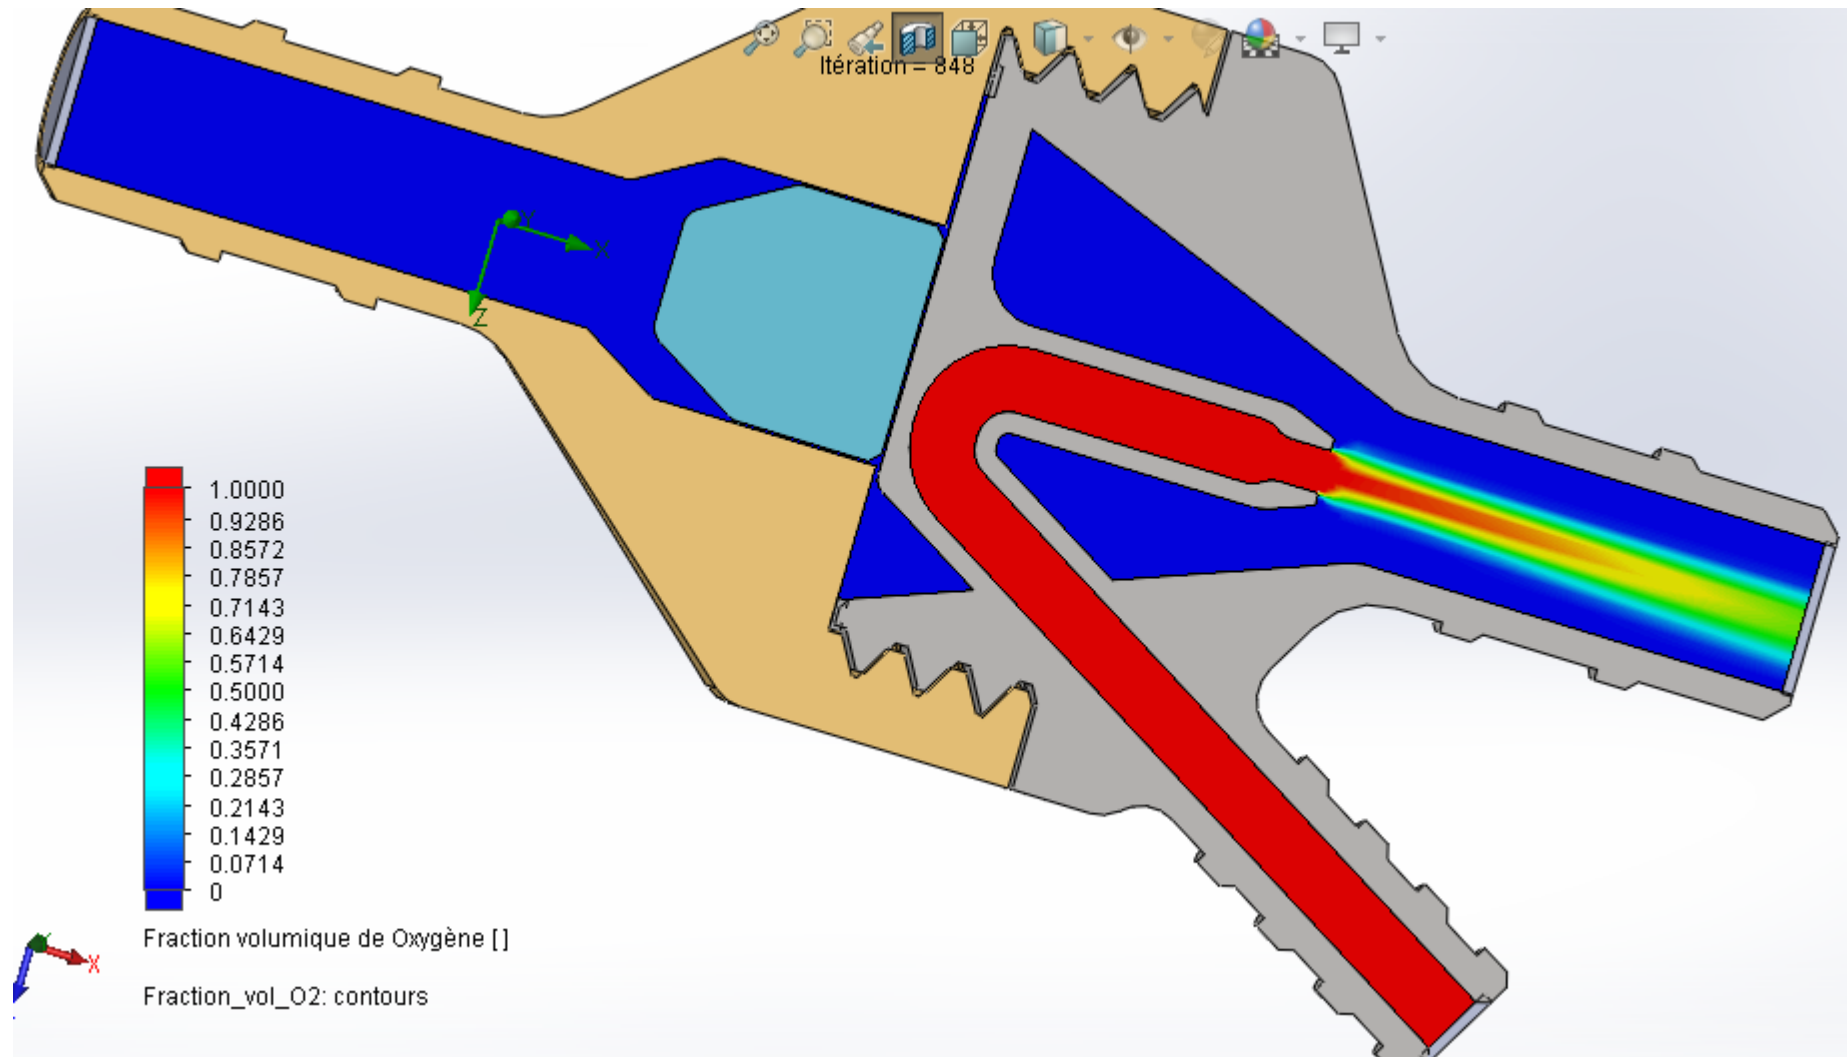 Itération = 848
Y
X
Z
1.0000
0.9286
0.8572
0.7857
0.7143
0.6429
0.5714
0.5000
0.4286
0.3571
0.2857
0.2143
0.1429
0.0714
0
Fraction volumique de Oxygène [ ]
X
Fraction_vol_O2: contours